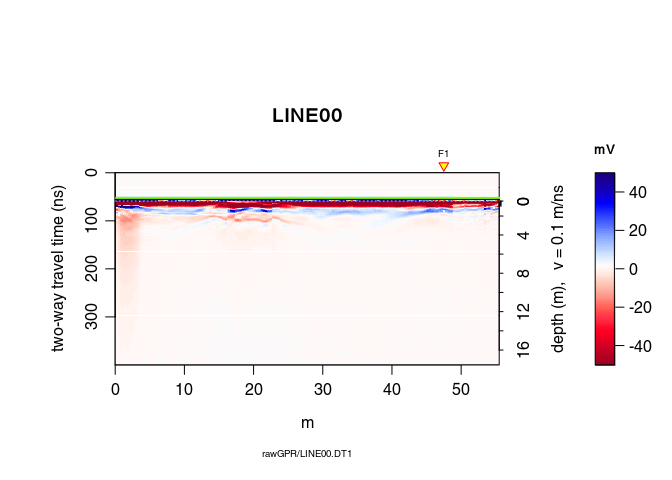 LINE00
F1
mV
two-way travel time (ns)
0
100
200
300
0
4
8
12
16
depth (m),   v = 0.1 m/ns
40
20
0
-20
-40
0
10
20
30
40
50
m
rawGPR/LINE00.DT1